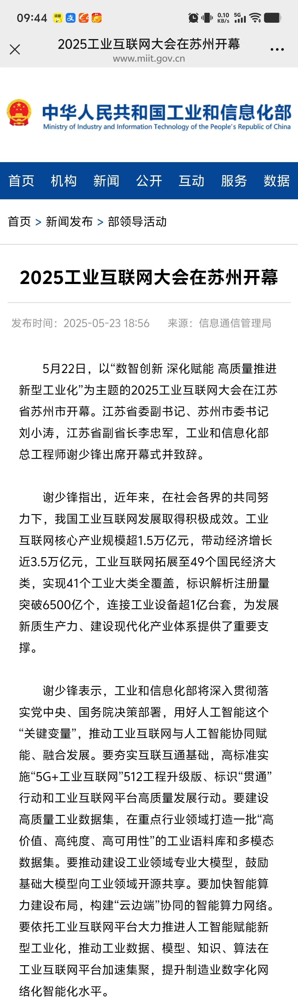 09:44
闲鱼
支
0.10
KB/s
5G
2025工业互联网大会在苏州开幕
www.miit.gov.cn
中华人民共和国工业和信息化部
Ministry of Industry and Information Technology of the People's Republic of China
首页 机构 新闻 公开 互动 服务 数据
首页 > 新闻发布 > 部领导活动
2025工业互联网大会在苏州开幕
发布时间：2025-05-23 18:56 来源：信息通信管理局
5月22日，以“数智创新 深化赋能 高质量推进
新型工业化”为主题的2025工业互联网大会在江苏
省苏州市开幕。江苏省委副书记、苏州市委书记
刘小涛，江苏省副省长李忠军，工业和信息化部
总工程师谢少锋出席开幕式并致辞。
谢少锋指出，近年来，在社会各界的共同努
力下，我国工业互联网发展取得积极成效。工业
互联网核心产业规模超1.5万亿元，带动经济增长
近3.5万亿元，工业互联网拓展至49个国民经济大
类，实现41个工业大类全覆盖，标识解析注册量
突破6500亿个，连接工业设备超1亿台套，为发展
新质生产力、建设现代化产业体系提供了重要支
撑。
谢少锋表示，工业和信息化部将深入贯彻落
实党中央、国务院决策部署，用好人工智能这个
“关键变量”，推动工业互联网与人工智能协同赋
能、融合发展。要夯实互联互通基础，高标准实
施“5G+工业互联网”512工程升级版、标识“贯通”
行动和工业互联网平台高质量发展行动。要建设
高质量工业数据集，在重点行业领域打造一批“高
价值、高纯度、高可用性”的工业语料库和多模态
数据集。要推动建设工业领域专业大模型，鼓励
基础大模型向工业领域开源共享。要加快智能算
力建设布局，构建“云边端”协同的智能算力网络。
要依托工业互联网平台大力推进人工智能赋能新
型工业化，推动工业数据、模型、知识、算法在
工业互联网平台加速集聚，提升制造业数字化网
络化智能化水平。